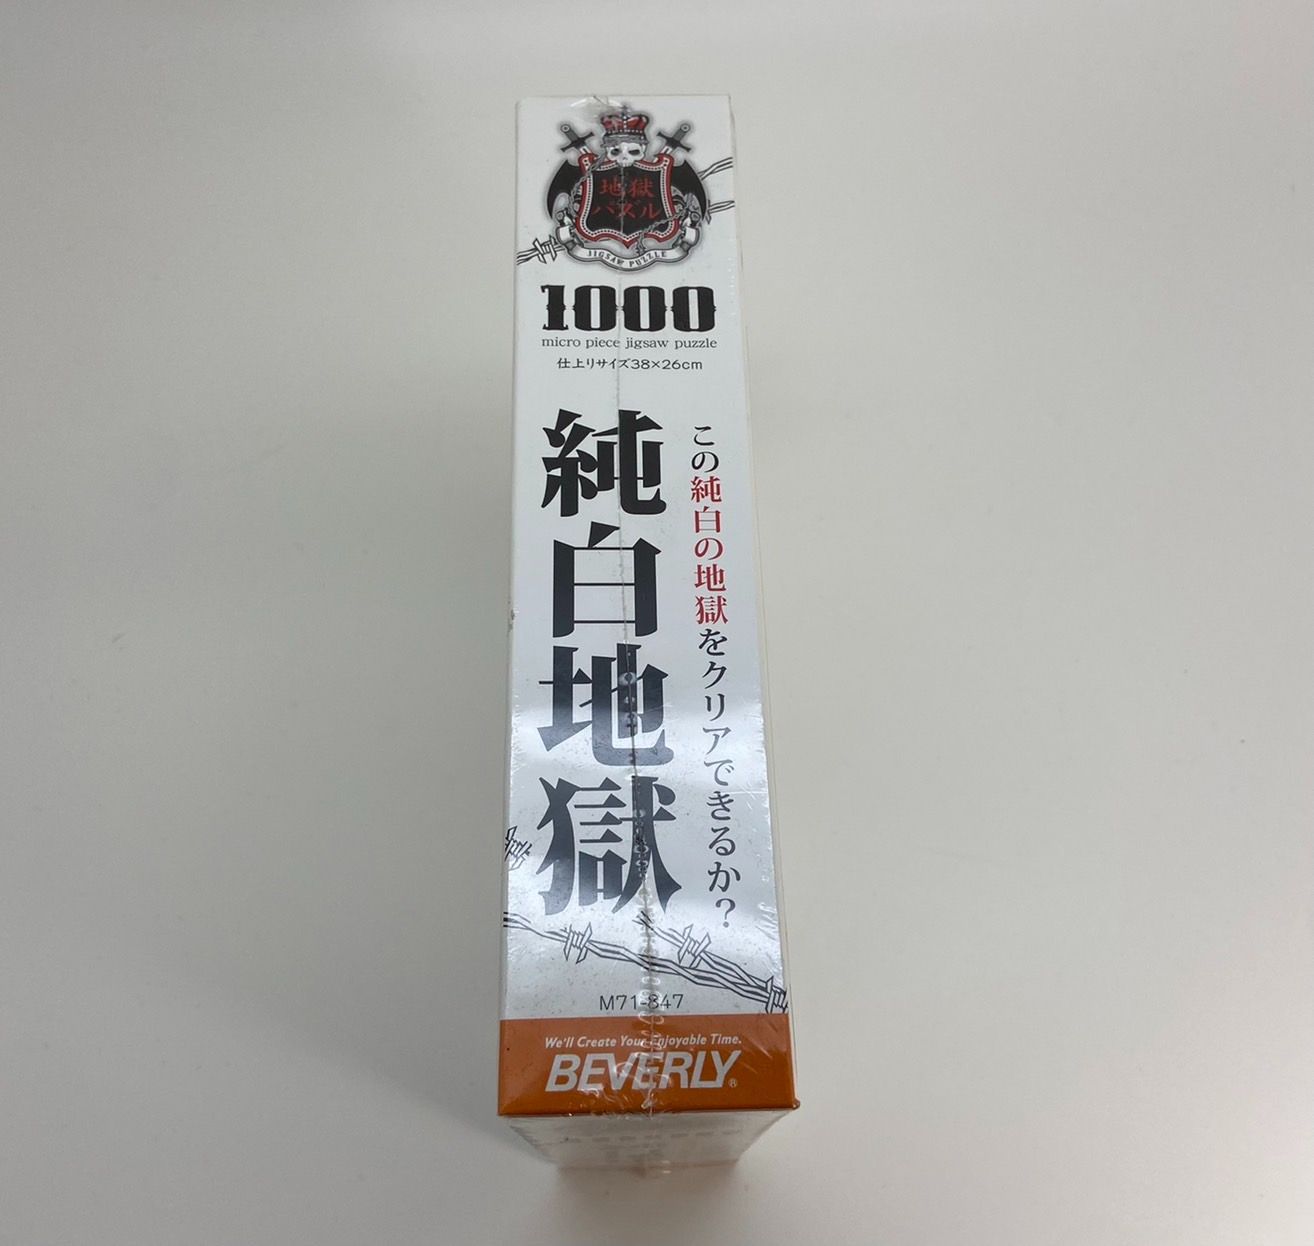 地獄
パズル
JIGSAW PUZZLE
1000
micro piece jigsaw puzzle
仕上りサイズ38×26cm
純白地獄
この純白の地獄をクリアできるか?
M71-847
We'll Create Your Enjoyable Time.
BEVERLY®